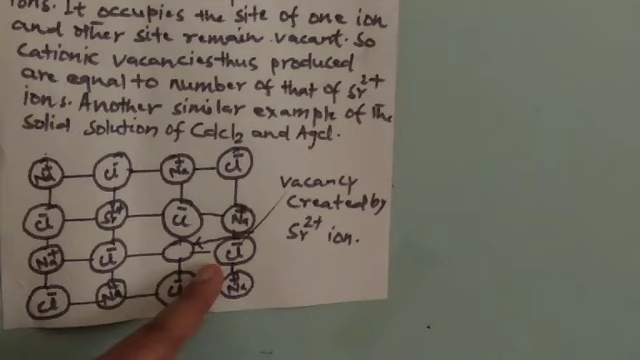 ions. It occupies the site of one ion
and other site remain vacant. So
cationic vacancies thus produced
are equal to number of that of Sr²⁺
ions. Another similar example of the
solid solution of CdCl₂ and AgCl.
Na⁺ Cl⁻ Na⁺ Cl⁻
Cl⁻ Sr²⁺ Cl⁻ Na⁺
Na⁺ Cl⁻ Cl⁻
Cl⁻ Na⁺ Cl⁻ Na⁺
vacancy
created by
Sr²⁺ ion.